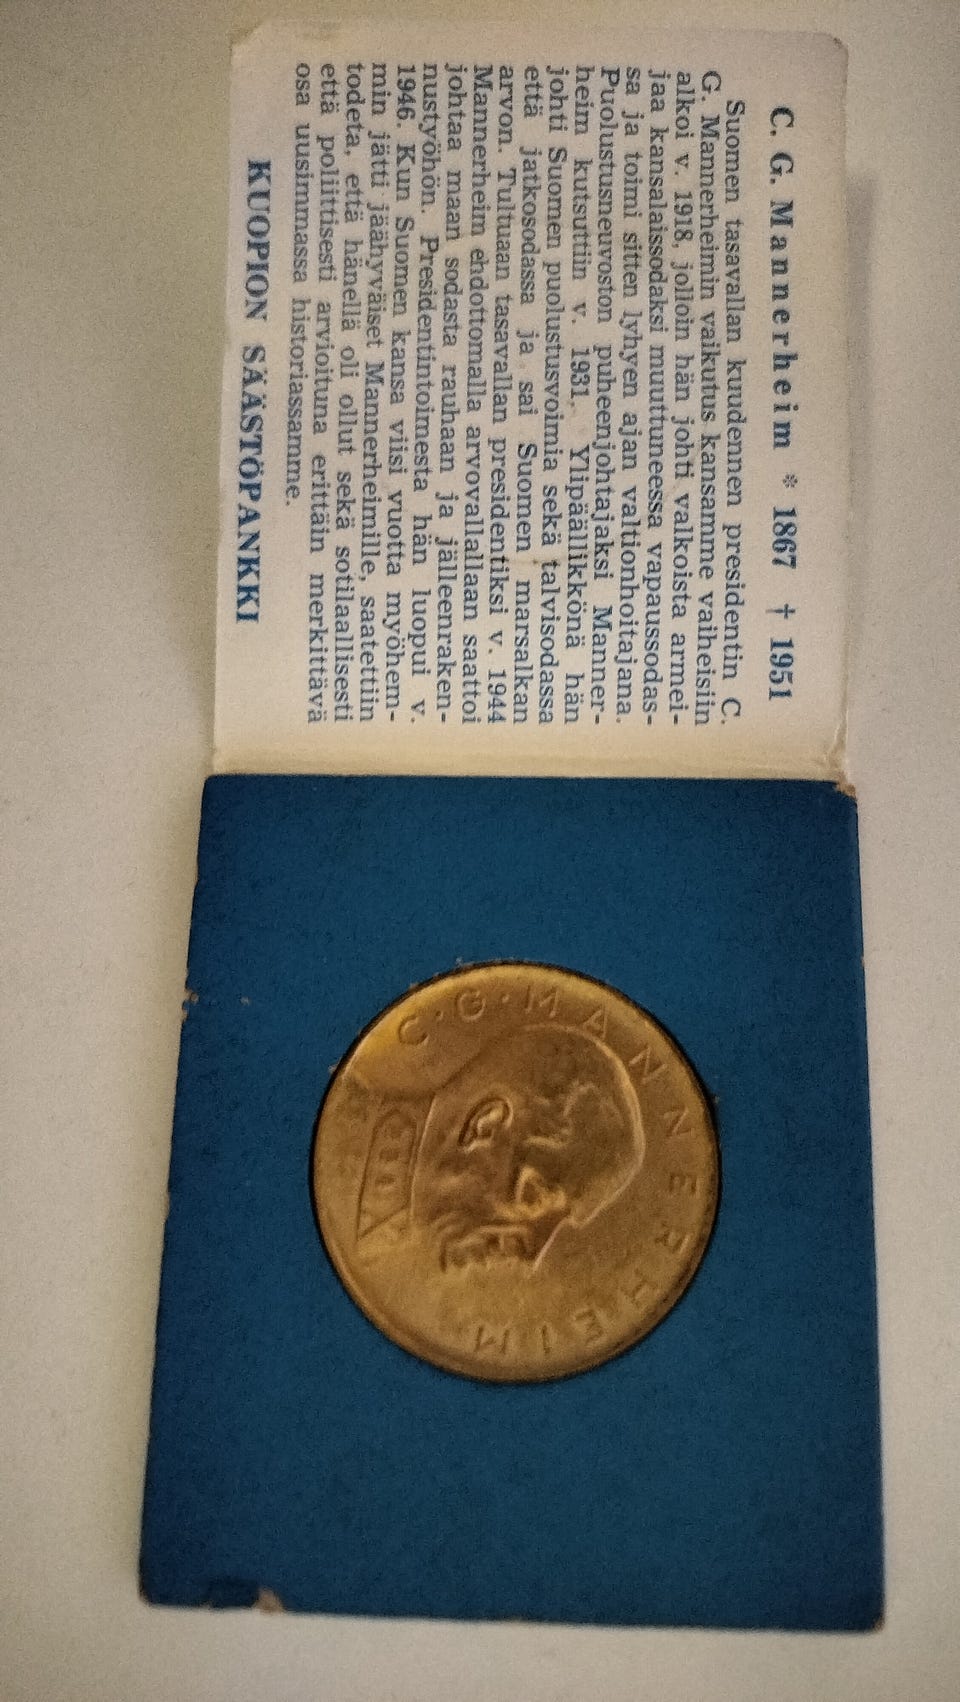 C. G. Mannerheim * 1867 † 1951
Suomen tasavallan kuudennen presidentin C.
G. Mannerheimin vaikutus kansamme vaiheisiin
alkoi v. 1918, jolloin hän johti valkoista armei-
jaa kansalaissodaksi muuttuneessa vapaussodas-
sa ja toimi sitten lyhyen ajan valtionhoitajana.
Puolustusneuvoston puheenjohtajaksi Manner-
heim kutsuttiin v. 1931. Ylipäällikkönä hän
johti Suomen puolustusvoimia sekä talvisodassa
että jatkosodassa ja sai Suomen marsalkan
arvon. Tultuaan tasavallan presidentiksi v. 1944
Mannerheim ehdottomalla arvovallallaan saattoi
johtaa maan sodasta rauhaan ja jälleenraken-
nustyöhön. Presidentintoimesta hän luopui v.
1946. Kun Suomen kansa viisi vuotta myöhem-
min jätti jäähyväiset Mannerheimille, saatettiin
todeta, että hänellä oli ollut sekä sotilaallisesti
että poliittisesti arvioituna erittäin merkittävä
osa uusimmassa historiassamme.
KUOPION SÄÄSTÖPANKKI
C·G·MANNERHEIM